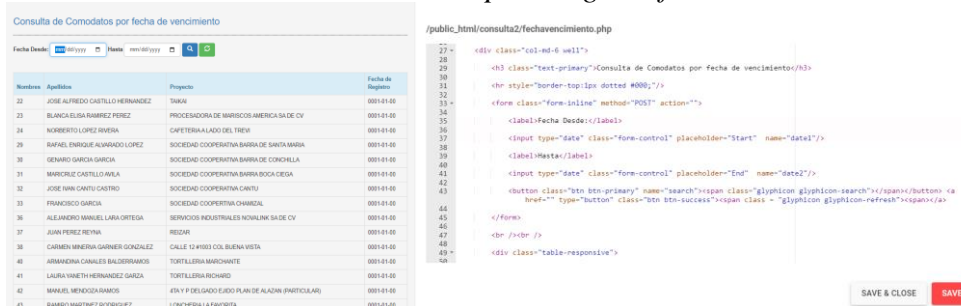 Consulta de Comodatos por fecha de vencimiento
Fecha Desde: mm/dd/yyyy Hasta mm/dd/yyyy
Nombres Apellidos Proyecto Fecha de Registro
22 JOSE ALFREDO CASTILLO HERNANDEZ TAIKAI 0001-01-00
23 BLANCA ELISA RAMIREZ PEREZ PROCESADORA DE MARISCOS AMERICA SA DE CV 0001-01-00
24 NORBERTO LOPEZ RIVERA CAFETERIA A LADO DEL TREVI 0001-01-00
29 RAFAEL ENRIQUE ALVARADO LOPEZ SOCIEDAD COOPERATIVA BARRA DE SANTA MARIA 0001-01-00
30 GENARO GARCIA GARCIA SOCIEDAD COOPERATIVA BARRA DE CONCHILLA 0001-01-00
31 MARICRUZ CASTILLO AVILA SOCIEDAD COOPERATIVA BARRA BOCA CIEGA 0001-01-00
32 JOSE IVAN CANTU CASTRO SOCIEDAD COOPERATIVA CANTU 0001-01-00
33 FRANCISCO GARCIA SOCIEDAD COOPERTIVA CHAMIZAL 0001-01-00
36 ALEJANDRO MANUEL LARA ORTEGA SERVICIOS INDUSTRIALES NOVALINK SA DE CV 0001-01-00
37 JUAN PEREZ REYNA REIZAR 0001-01-00
38 CARMEN MINERVA GARNIER GONZALEZ CALLE 12 #1003 COL BUENA VISTA 0001-01-00
40 ARMANDINA CANALES BALDERRAMOS TORTILLERIA MARCHANTE 0001-01-00
41 LAURA YANETH HERNANDEZ GARZA TORTILLERIA RICHARD 0001-01-00
42 MANUEL MENDOZA RAMOS 4TA Y P DELGADO EJIDO PLAN DE ALAZAN (PARTICULAR) 0001-01-00
43 RAMIRO MARTINEZ RODRIGUEZ LONCHERIA LA FAVORITA 0001-01-00
/public_html/consulta2/fechavencimiento.php
27 <div class="col-md-6 well">
28
29 <h3 class="text-primary">Consulta de Comodatos por fecha de vencimiento</h3>
30
31 <hr style="border-top:1px dotted #000;"/>
32
33 <form class="form-inline" method="POST" action="">
34
35 <label>Fecha Desde:</label>
36
37 <input type="date" class="form-control" placeholder="Start" name="date1"/>
38
39 <label>Hasta</label>
40
41 <input type="date" class="form-control" placeholder="End" name="date2"/>
42
43 <button class="btn btn-primary" name="search"><span class="glyphicon glyphicon-search"></span></button> <a
href="" type="button" class="btn btn-success"><span class = "glyphicon glyphicon-refresh"><span></a>
44
45 </form>
46
47 <br /><br />
48
49 <div class="table-responsive">
50
SAVE & CLOSE SAVE